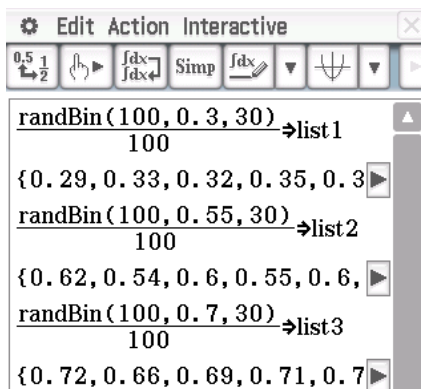 Edit Action Interactive
0.5 1/2 ∫dx ∫dx Simp ∫dx
randBin(100,0.3,30)/100⇒list1
{0.29,0.33,0.32,0.35,0.3
randBin(100,0.55,30)/100⇒list2
{0.62,0.54,0.6,0.55,0.6,
randBin(100,0.7,30)/100⇒list3
{0.72,0.66,0.69,0.71,0.7